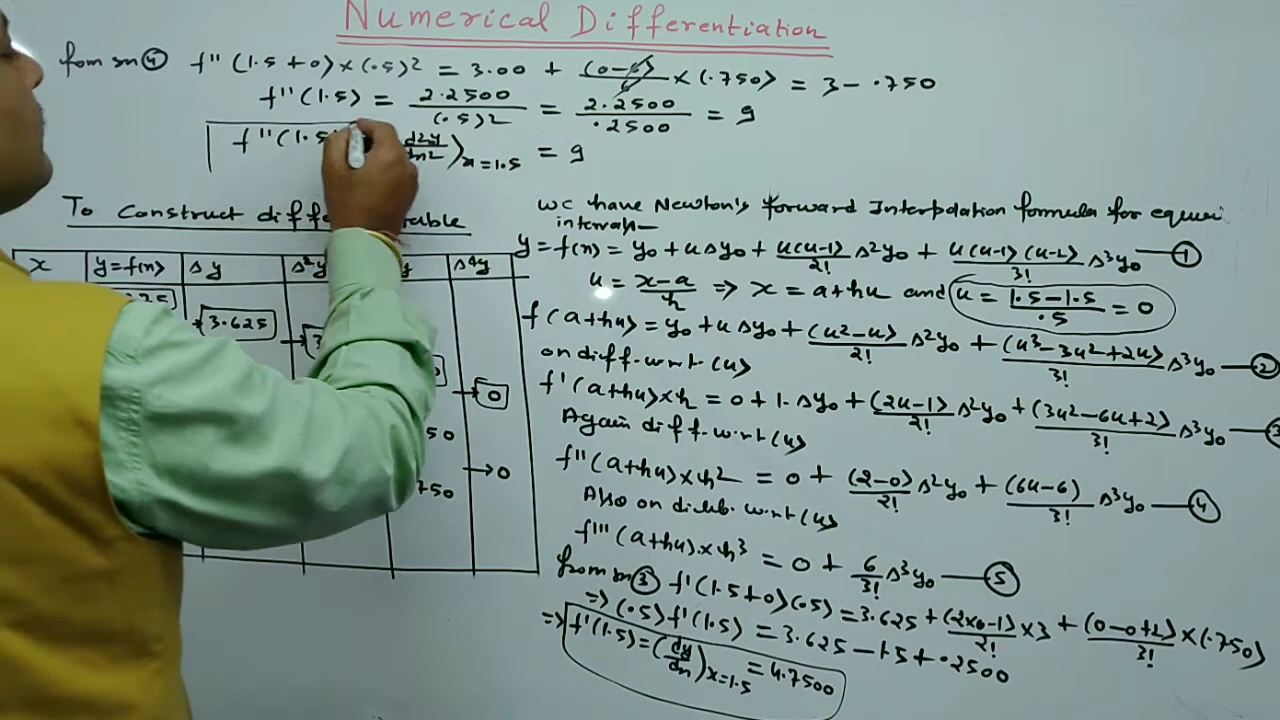 Numerical Differentiation
from sn ④ f''(1.5+0)×(.5)² = 3.00 + (0-6)/6 × (.750) = 3 - .750
f''(1.5) = 2.2500/(.5)² = 2.2500/.2500 = 9
f''(1.5 d2y/dn2)x=1.5 = 9
To Construct diff table
x y=f(n) Δy Δ²y y Δ4y
3.625
0
50
→0
750
we have Newton's forward Interpolation formula for equal
intervals—
y=f(n) = y₀+uΔy₀+ u(u-1)/2! Δ²y₀ + u(u-1)(u-2)/3! Δ³y₀ —①
u = x-a/h ⇒ x = a+hu and u = 1.5-1.5/.5 = 0
f(a+hu) = y₀+uΔy₀+ (u²-u)/2! Δ²y₀ + (u³-3u²+2u)/3! Δ³y₀ —②
on diff. w.r.t (u)
f'(a+hu)×h = 0+1.Δy₀+ (2u-1)/2! Δ²y₀ + (3u²-6u+2)/3! Δ³y₀ —
Again diff. w.r.t (u)
f''(a+hu)×h² = 0+ (2-0)/2! Δ²y₀ + (6u-6)/3! Δ³y₀ —④
Also on diff. w.r.t (u)
f'''(a+hu)×h³ = 0+ 6/3! Δ³y₀ —⑤
from sn ③ f'(1.5+0)(.5) = 3.625+ (2×0-1)/2! ×3 + (0-0+2)/3! ×(.750)
⇒ (.5)f'(1.5) = 3.625-1.5+.2500
⇒ f'(1.5) = (dy/dn)x=1.5 = 4.7500